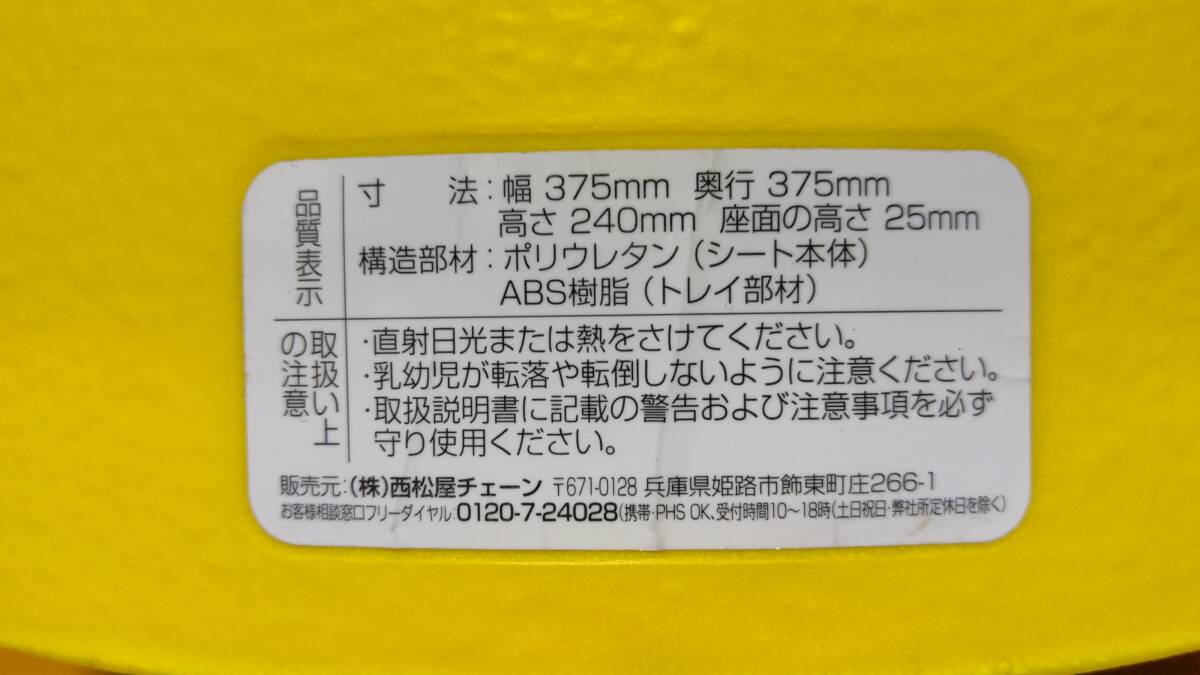 品質表示
寸 法：幅 375mm 奥行 375mm
高さ 240mm 座面の高さ 25mm
構造部材：ポリウレタン（シート本体）
ABS樹脂（トレイ部材）
取扱い上
の注意
・直射日光または熱をさけてください。
・乳幼児が転落や転倒しないように注意ください。
・取扱説明書に記載の警告および注意事項を必ず
守り使用ください。
販売元：（株）西松屋チェーン 〒671-0128 兵庫県姫路市飾東町庄266-1
お客様相談窓口フリーダイヤル：0120-7-24028（携帯・PHS OK、受付時間10～18時（土日祝日・弊社所定休日を除く）